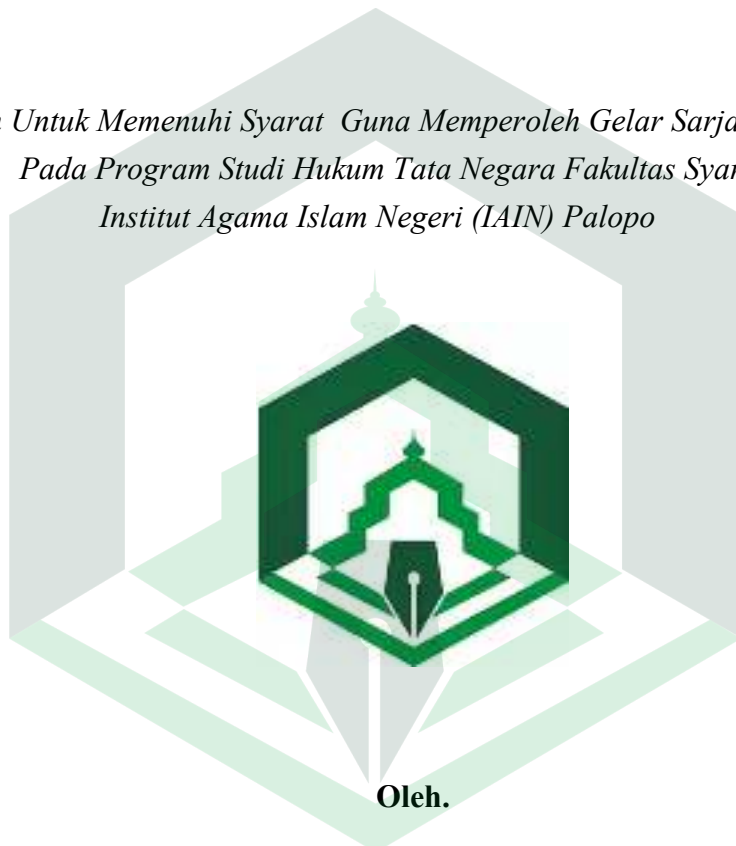 Untuk Memenuhi Syarat Guna Memperoleh Gelar
Pada Program Studi Hukum Tata Negara Fakultas
Institut Agama Islam Negeri (IAIN) Palopo
Oleh.